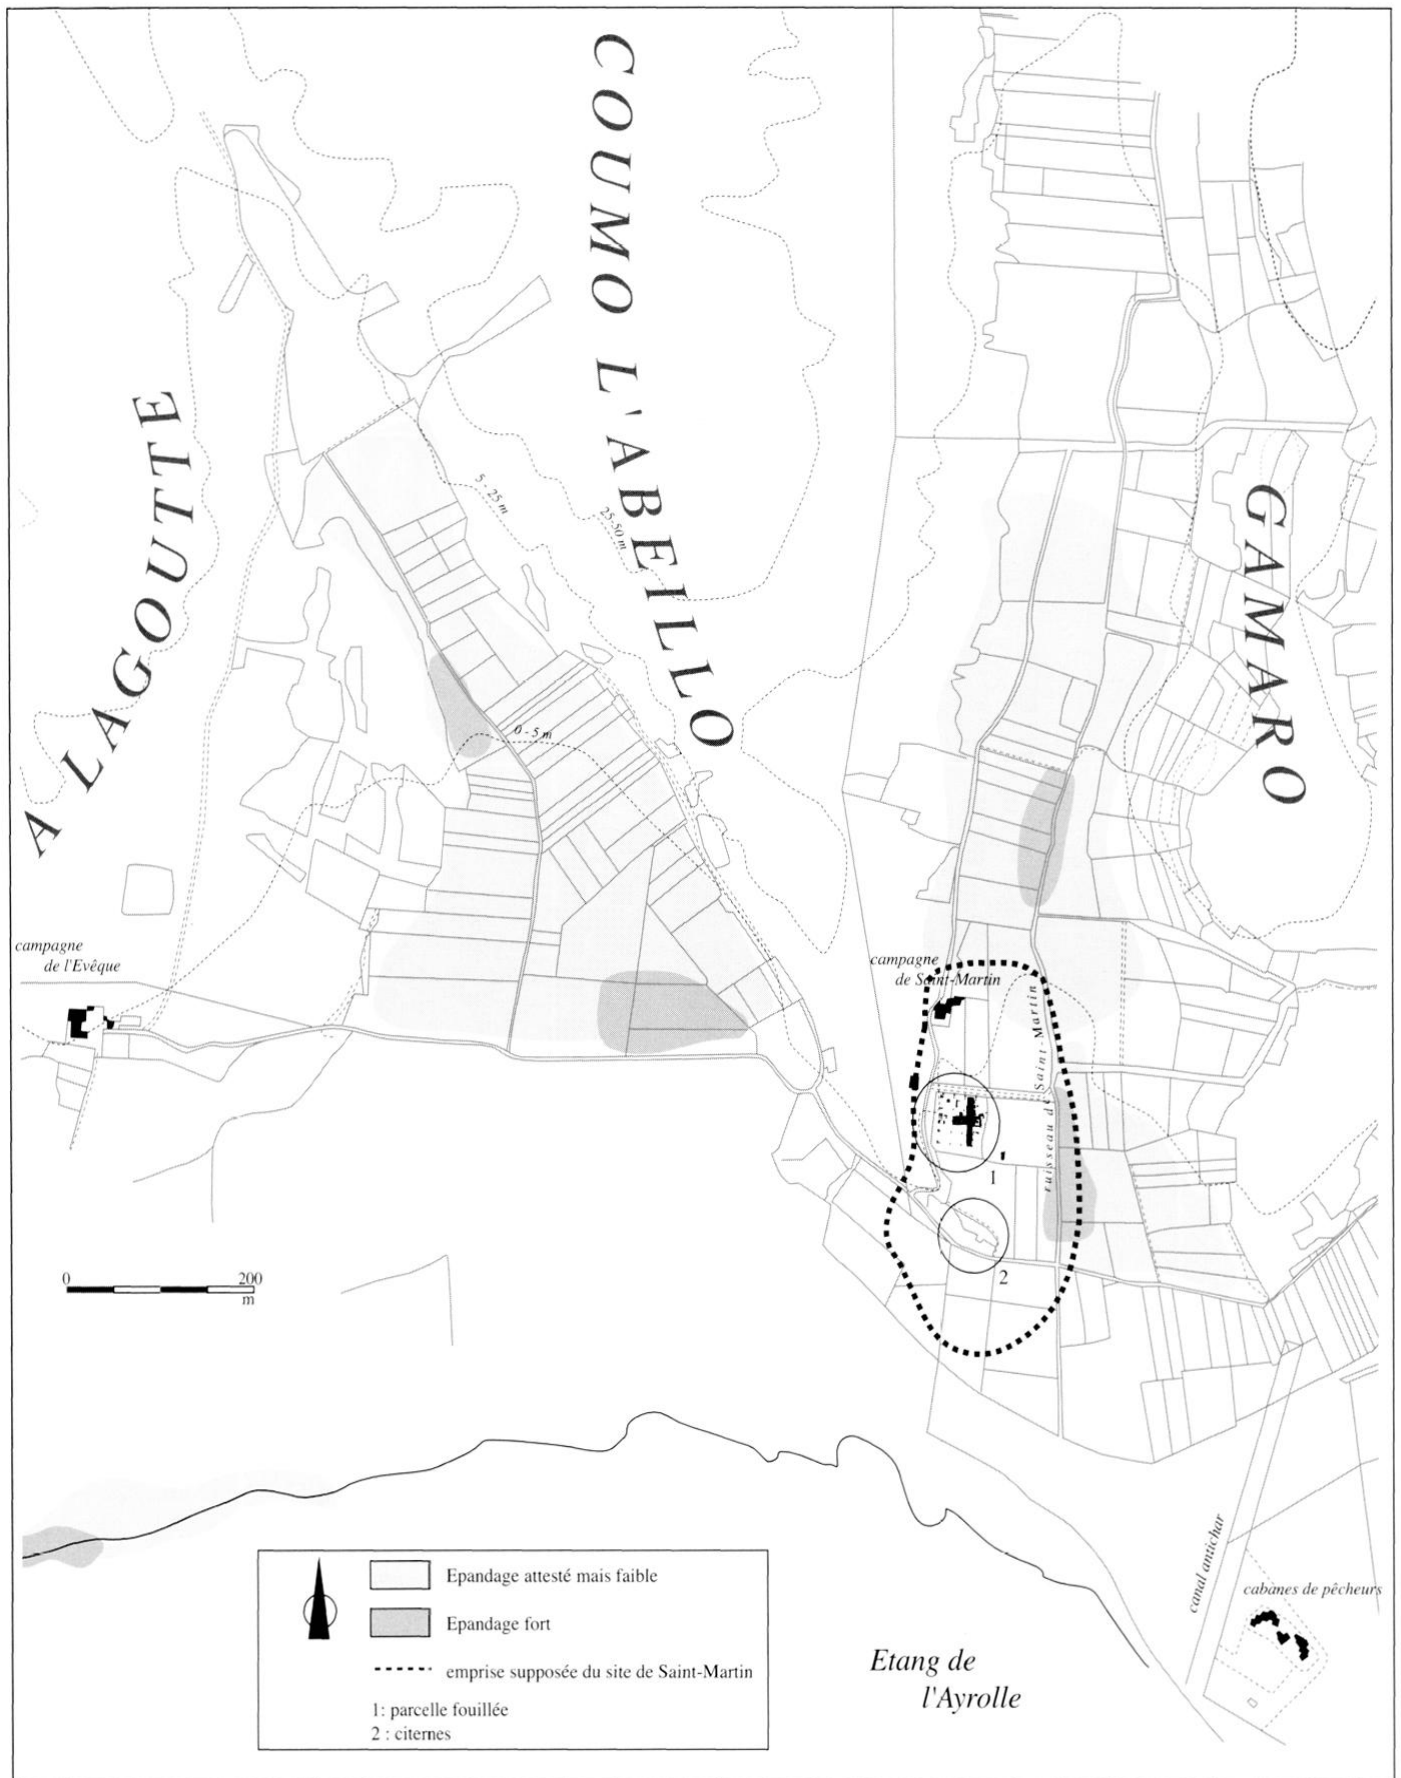 COUMO L'ABEILLO
A LAGOUTTE
GAMARO
5 - 25 m
25-50 m
0 - 5 m
campagne
de l'Evêque
campagne
de Saint-Martin
ruisseau de Saint-Martin
1
2
0 200
m
canal antichar
cabanes de pêcheurs
Etang de
l'Ayrolle
Epandage attesté mais faible
Epandage fort
emprise supposée du site de Saint-Martin
1: parcelle fouillée
2 : citernes